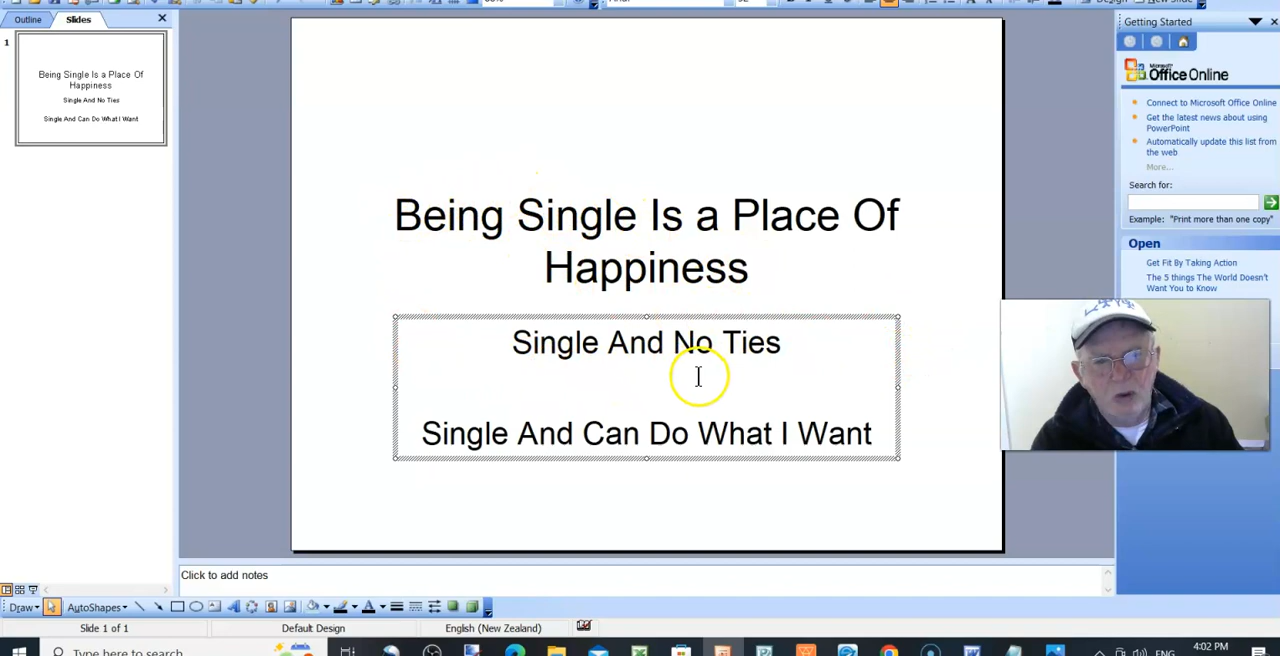 Outline
Slides
Getting Started
1
Being Single Is a Place Of
Happiness
Single And No Ties
Single And Can Do What I Want
Being Single Is a Place Of
Happiness
Single And No Ties
Single And Can Do What I Want
Microsoft
Office Online
Connect to Microsoft Office Online
Get the latest news about using
PowerPoint
Automatically update this list from
the web
More...
Search for:
Example: "Print more than one copy"
Open
Get Fit By Taking Action
The 5 things The World Doesn't
Want You to Know
Click to add notes
Draw
AutoShapes
Slide 1 of 1
Default Design
English (New Zealand)
Type here to search
ENG
4:02 PM